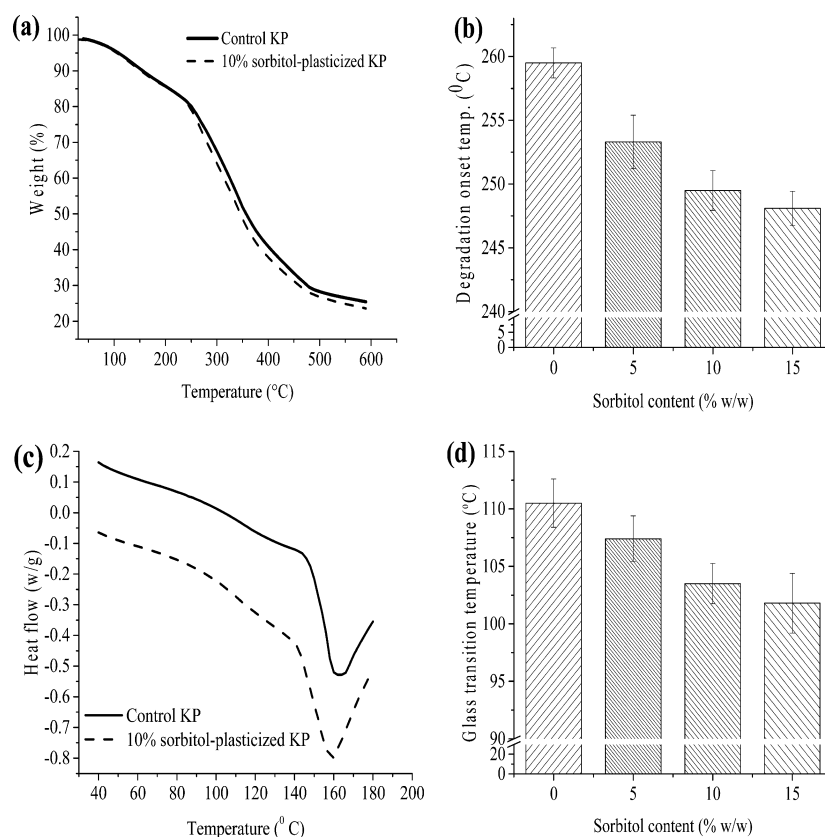 (a)
Control KP
10% sorbitol-plasticized KP
100
90
80
70
60
50
40
30
20
Weight (%)
100 200 300 400 500 600
Temperature (°C)
(b)
260
255
250
245
240
5
0
Degradation onset temp. (⁰C)
0 5 10 15
Sorbitol content (% w/w)
(c)
0.2
0.1
0.0
-0.1
-0.2
-0.3
-0.4
-0.5
-0.6
-0.7
-0.8
Heat flow (w/g)
Control KP
10% sorbitol-plasticized KP
40 60 80 100 120 140 160 180 200
Temperature (⁰ C)
(d)
115
110
105
100
95
90
20
0
Glass transition temperature (°C)
0 5 10 15
Sorbitol content (% w/w)